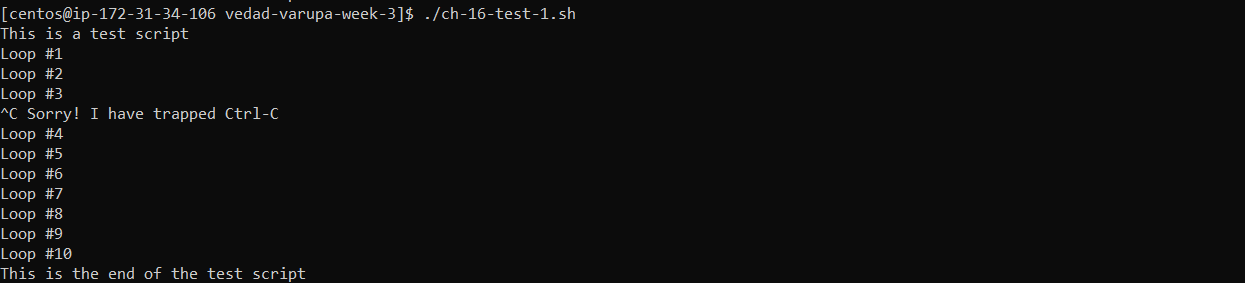 [centos@ip-172-31-34-106 vedad-varupa-week-3]$ ./ch-16-test-1.sh
This is a test script
Loop #1
Loop #2
Loop #3
^C Sorry! I have trapped Ctrl-C
Loop #4
Loop #5
Loop #6
Loop #7
Loop #8
Loop #9
Loop #10
This is the end of the test script